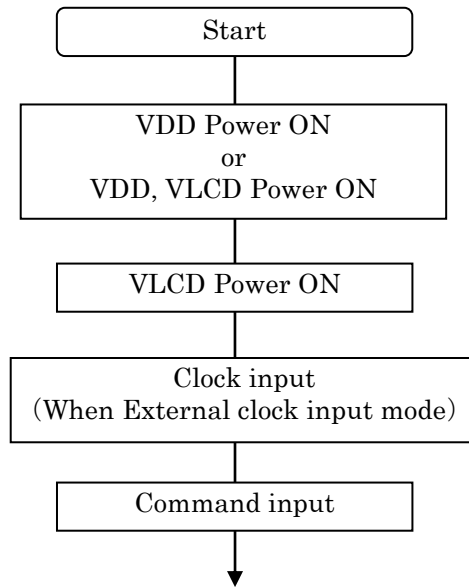 Start
VDD Power ON
or
VDD, VLCD Power ON
VLCD Power ON
Clock input
（When External clock input mode）
Command input